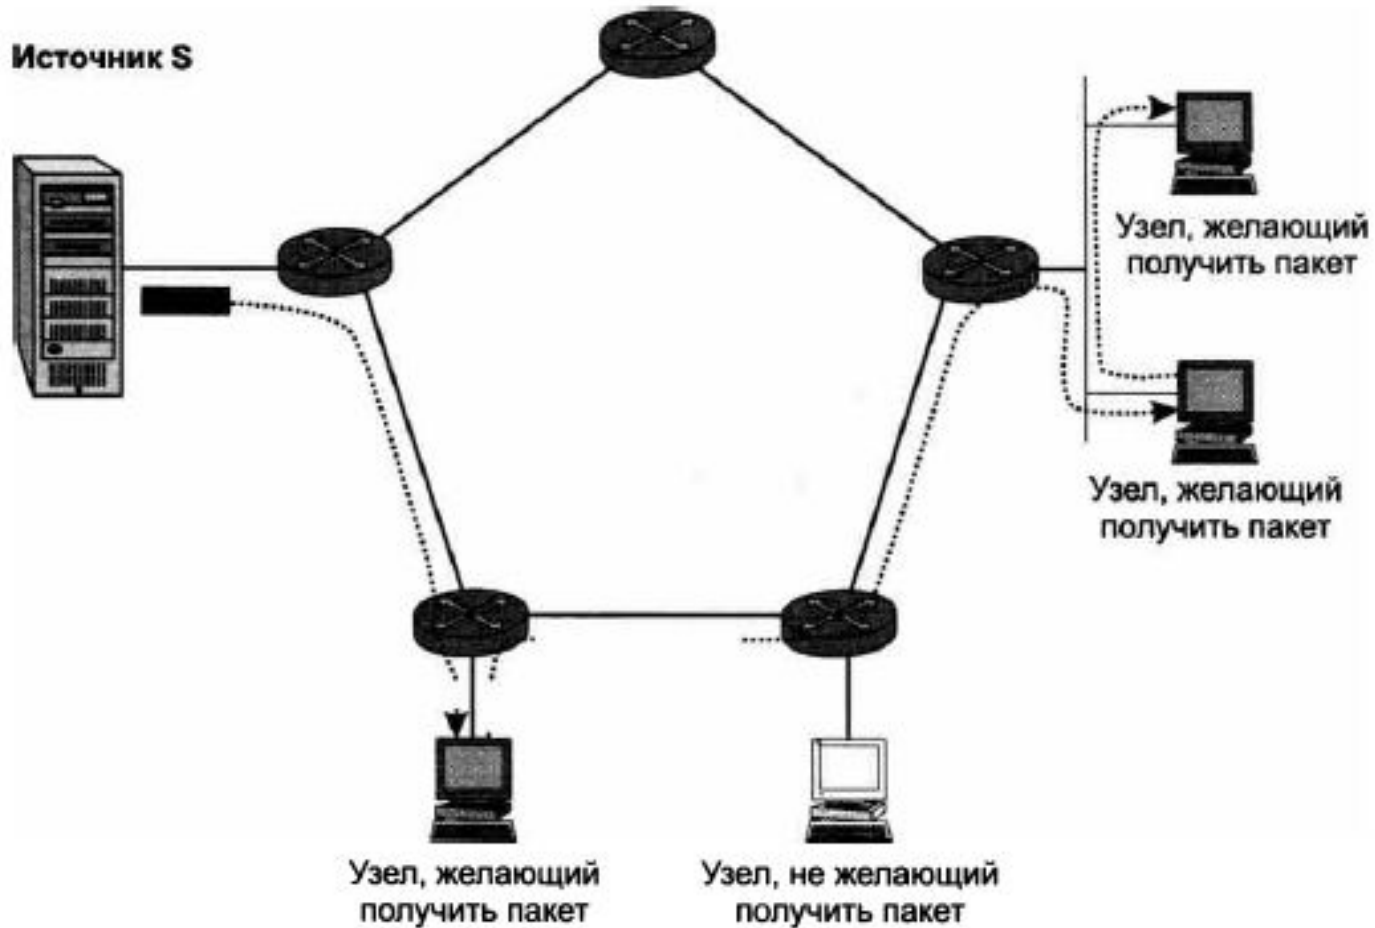 Источник S
Узел, желающий
получить пакет
Узел, желающий
получить пакет
Узел, желающий
получить пакет
Узел, не желающий
получить пакет